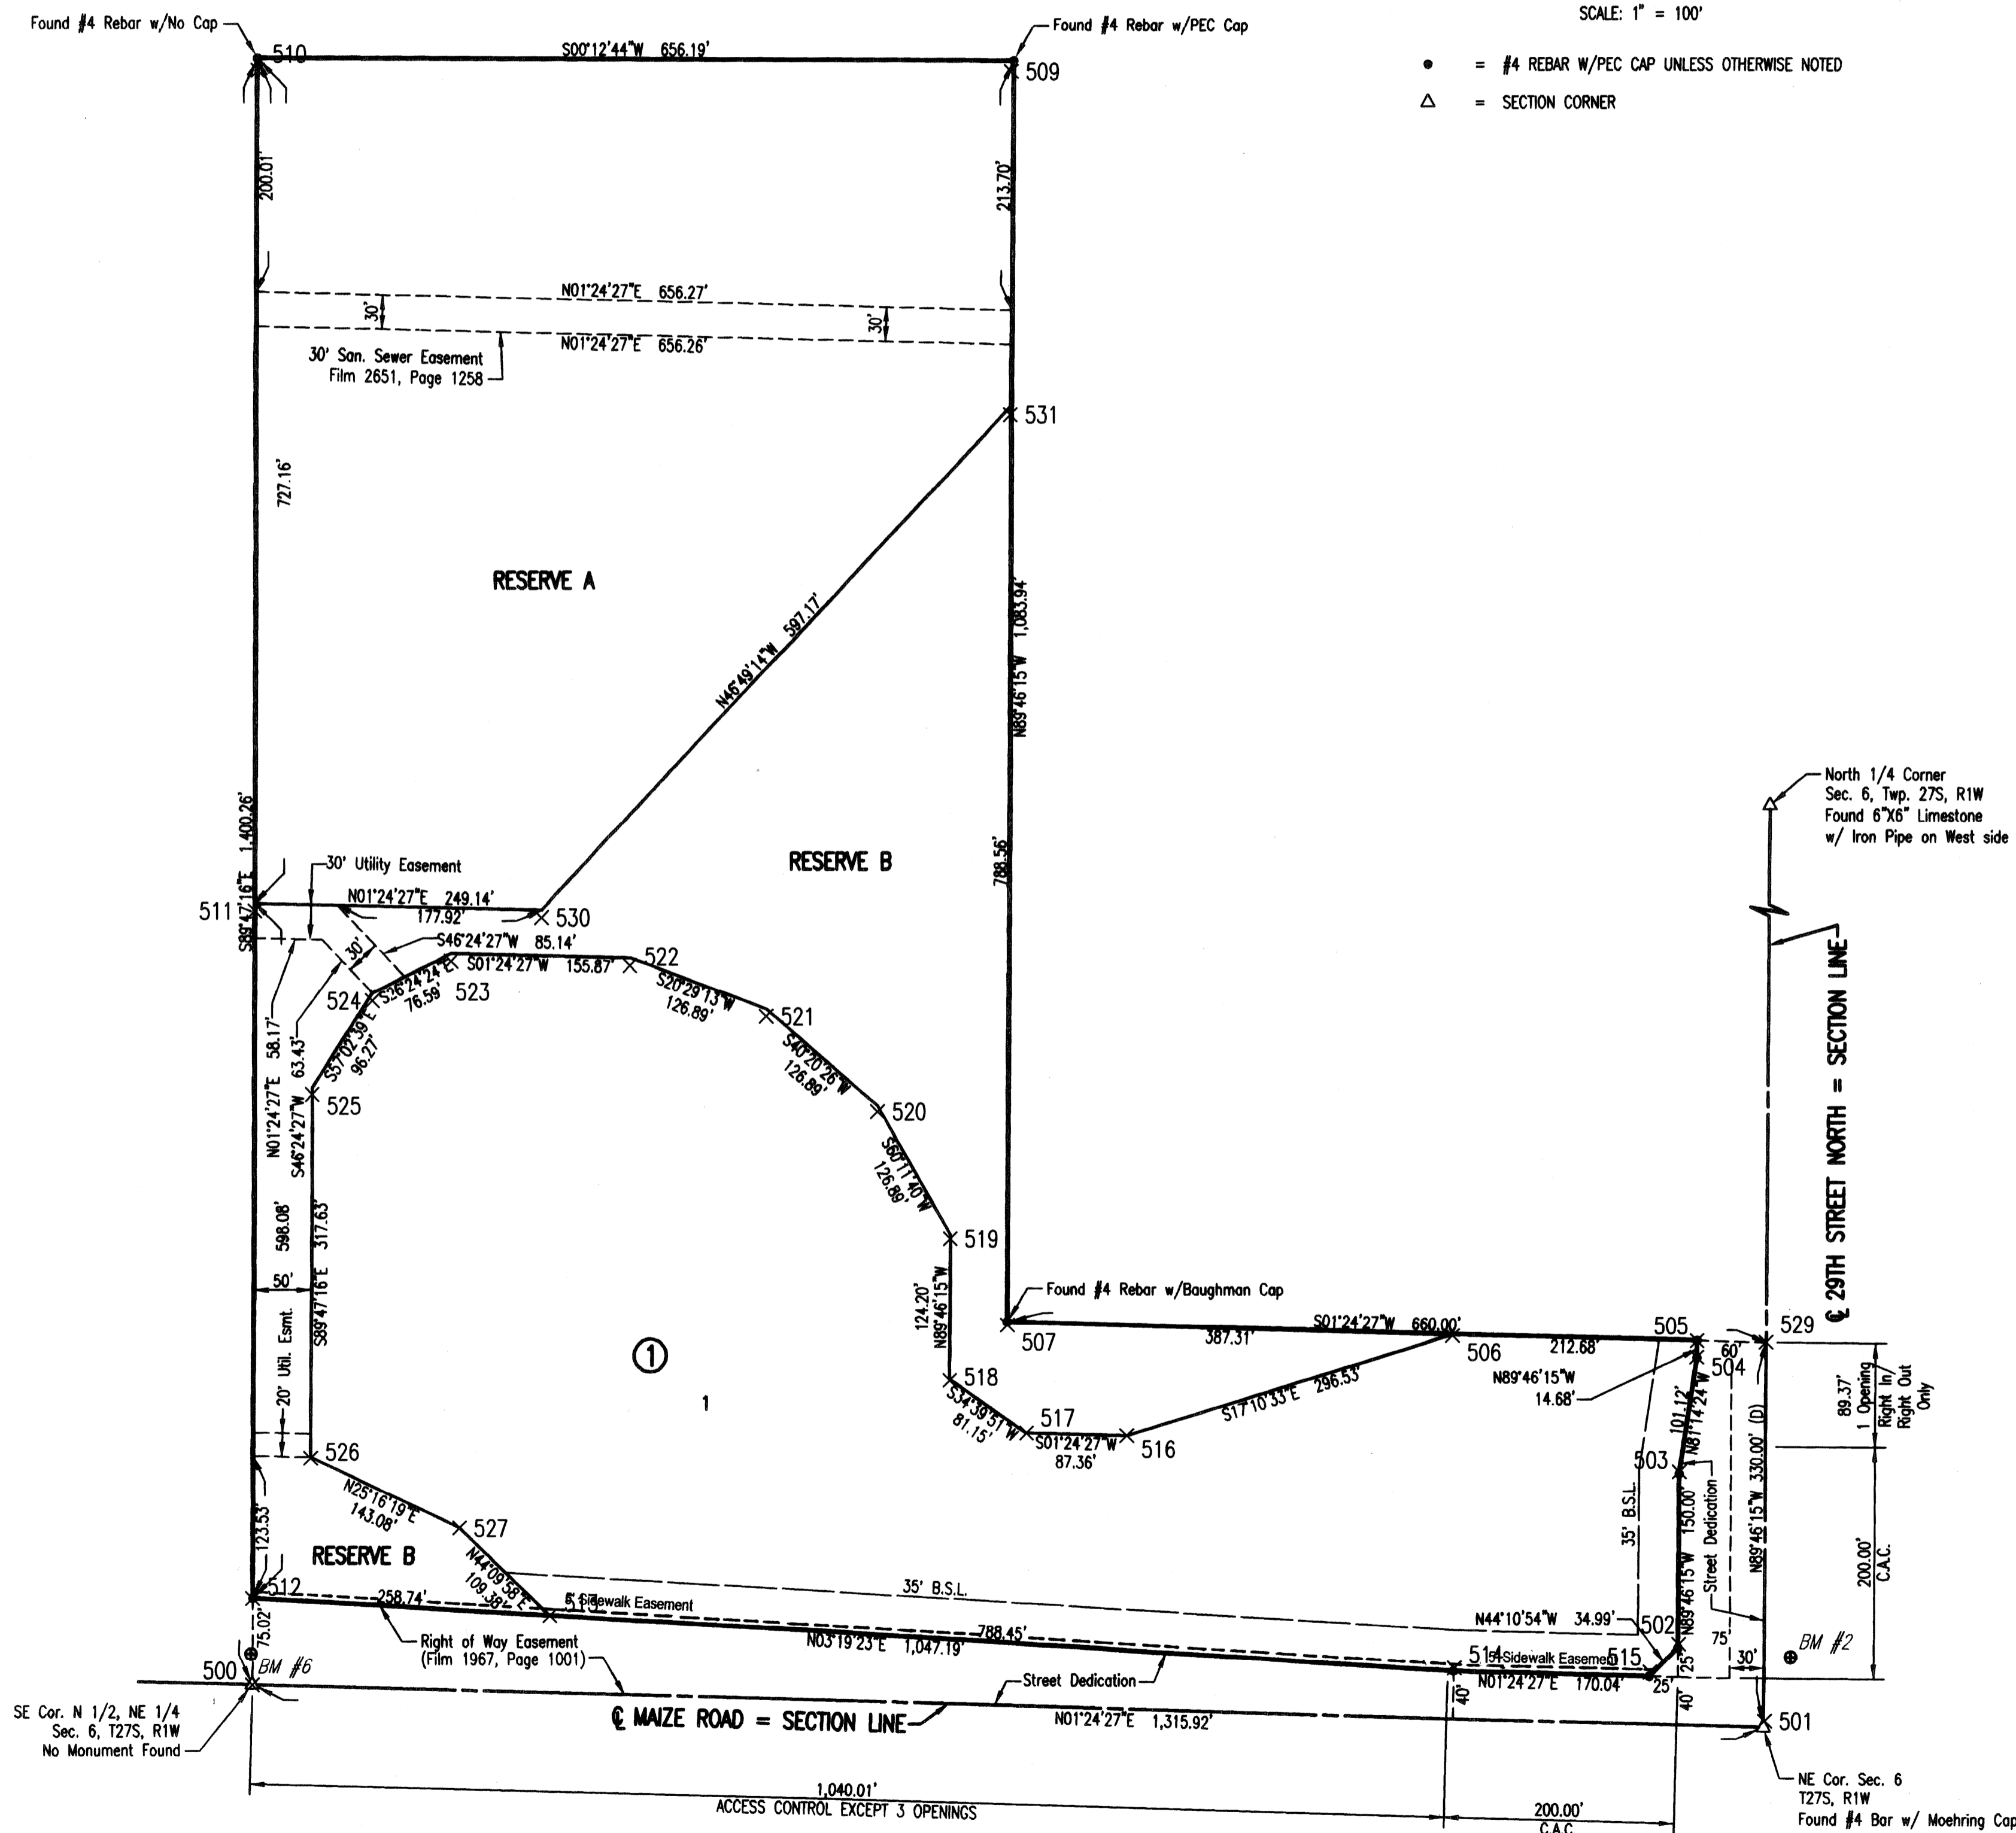 SCALE: 1" = 100'
● = #4 REBAR W/PEC CAP UNLESS OTHERWISE NOTED
△ = SECTION CORNER
Found #4 Rebar w/No Cap
510
S00°12'44"W 656.19'
Found #4 Rebar w/PEC Cap
509
200.01'
213.70'
N01°24'27"E 656.27'
30'
30'
N01°24'27"E 656.26'
30' San. Sewer Easement
Film 2651, Page 1258
531
727.16'
RESERVE A
N46°49'14"W 597.17'
N89°46'15"W 1,083.94'
788.56'
RESERVE B
North 1/4 Corner
Sec. 6, Twp. 27S, R1W
Found 6"X6" Limestone
w/ Iron Pipe on West side
S89°47'16"E 1,400.26'
30' Utility Easement
N01°24'27"E 249.14'
177.92'
511
530
S46°24'27"W 85.14'
30'
S01°24'27"W 155.87'
522
S26°24'24"E
76.59'
523
524
S20°29'13"W
126.89'
521
S57°02'39"E
96.27'
525
S40°20'26"W
126.89'
520
N01°24'27"E 58.17'
S46°24'27"W 63.43'
S60°11'40"W
126.89'
519
598.08'
S89°47'16"E 317.63'
50'
20' Util. Esmt.
N89°46'15"W
124.20'
Found #4 Rebar w/Baughman Cap
507
S01°24'27"W 660.00'
387.31'
506
212.68'
505
60'
504
529
℄ 29TH STREET NORTH = SECTION LINE
N89°46'15"W
14.68'
N81°14'24"W
101.12'
89.37'
1 Opening
Right In/
Right Out
Only
1
1
518
S34°39'51"W
81.15'
517
S01°24'27"W
87.36'
516
S17°10'33"E 296.53'
503
35' B.S.L.
N89°46'15"W 150.00'
Street Dedication
N89°46'15"W 330.00' (D)
200.00'
C.A.C.
526
N25°16'19"E
143.08'
527
N44°09'58"E
109.38'
123.53'
RESERVE B
512
258.74'
513
5' Sidewalk Easement
35' B.S.L.
N44°10'54"W 34.99'
502
75'
30'
BM #2
75.02'
500
BM #6
Right of Way Easement
(Film 1967, Page 1001)
N03°19'23"E 1,047.19'
788.45'
Street Dedication
514
5' Sidewalk Easement
515
N01°24'27"E 170.04'
25'
25'
40'
40'
SE Cor. N 1/2, NE 1/4
Sec. 6, T27S, R1W
No Monument Found
℄ MAIZE ROAD = SECTION LINE
N01°24'27"E 1,315.92'
501
NE Cor. Sec. 6
T27S, R1W
Found #4 Bar w/ Moehring Cap
1,040.01'
ACCESS CONTROL EXCEPT 3 OPENINGS
200.00'
C.A.C.